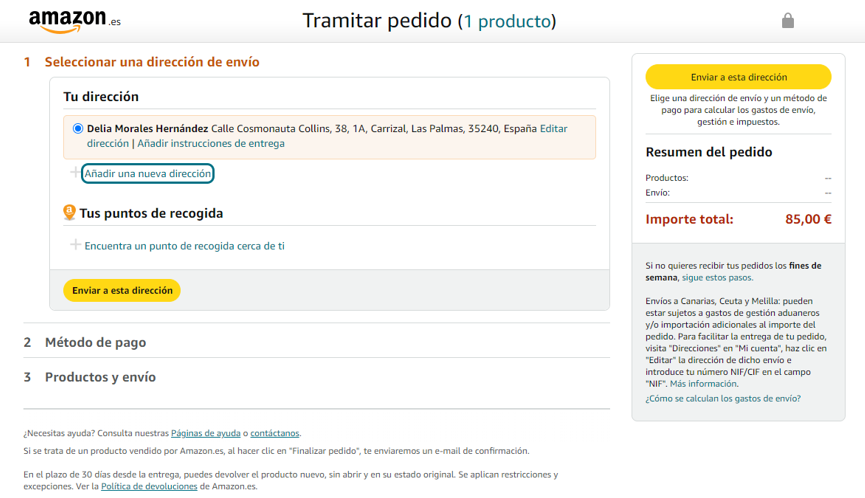 amazon.es
Tramitar pedido (1 producto)
1 Seleccionar una dirección de envío
Tu dirección
Delia Morales Hernández Calle Cosmonauta Collins, 38, 1A, Carrizal, Las Palmas, 35240, España Editar
dirección | Añadir instrucciones de entrega
Añadir una nueva dirección
Tus puntos de recogida
Encuentra un punto de recogida cerca de ti
Enviar a esta dirección
2 Método de pago
3 Productos y envío
¿Necesitas ayuda? Consulta nuestras Páginas de ayuda o contáctanos.
Si se trata de un producto vendido por Amazon.es, al hacer clic en "Finalizar pedido", te enviaremos un e-mail de confirmación.
En el plazo de 30 días desde la entrega, puedes devolver el producto nuevo, sin abrir y en su estado original. Se aplican restricciones y
excepciones. Ver la Política de devoluciones de Amazon.es.
Enviar a esta dirección
Elige una dirección de envío y un método de
pago para calcular los gastos de envío,
gestión e impuestos.
Resumen del pedido
Productos: --
Envío: --
Importe total: 85,00 €
Si no quieres recibir tus pedidos los fines de
semana, sigue estos pasos.
Envíos a Canarias, Ceuta y Melilla: pueden
estar sujetos a gastos de gestión aduaneros
y/o importación adicionales al importe del
pedido. Para facilitar la entrega de tu pedido,
visita "Direcciones" en "Mi cuenta", haz clic en
"Editar" la dirección de dicho envío e
introduce tu número NIF/CIF en el campo
"NIF". Más información.
¿Cómo se calculan los gastos de envío?